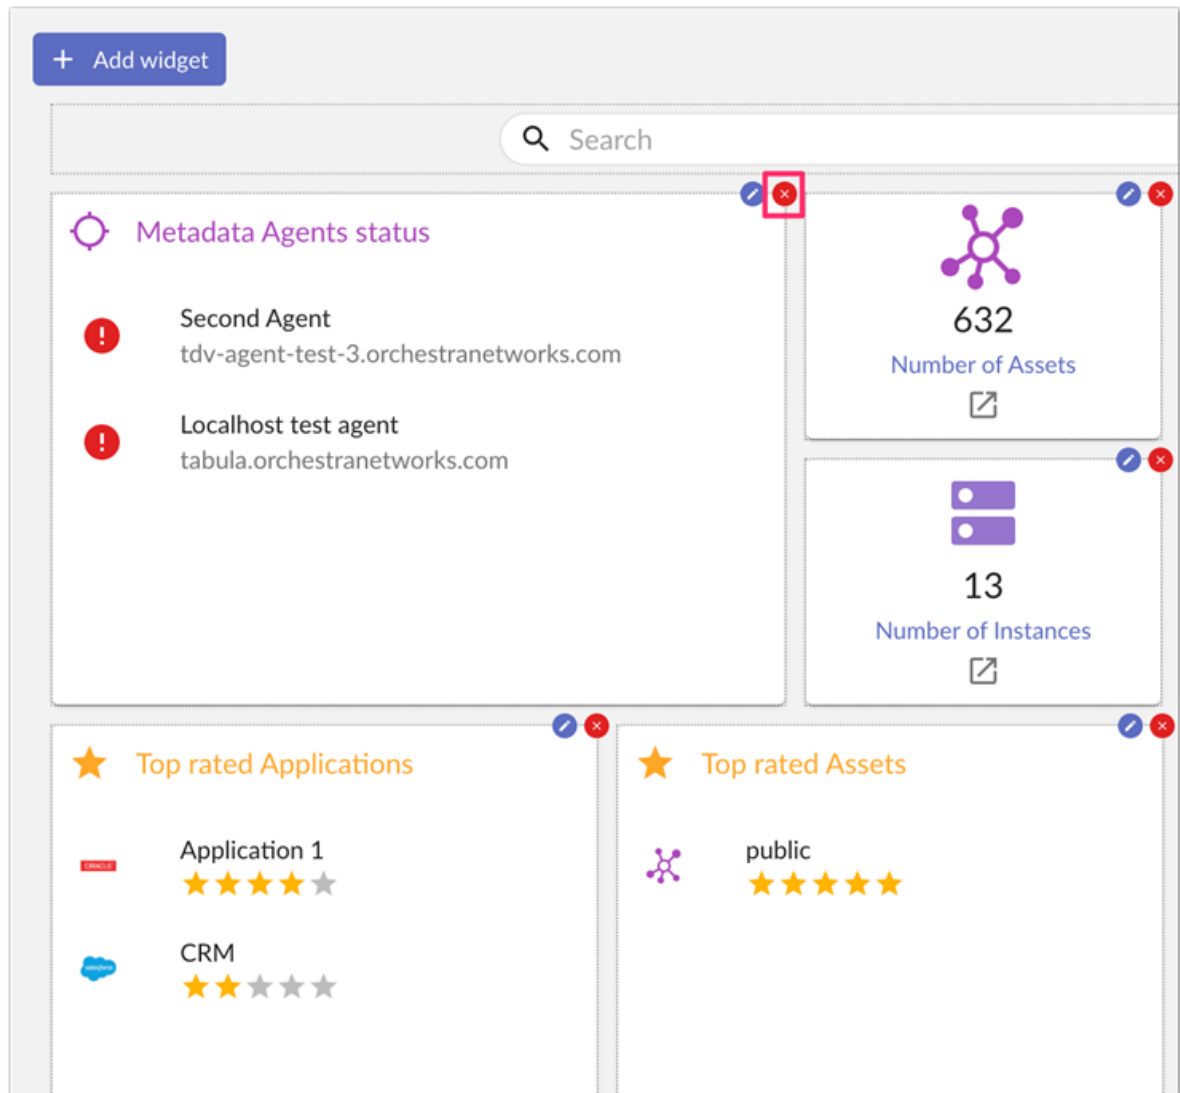 Add widget
Search
Metadata Agents status
Second Agent
tdv-agent-test-3.orchestranetworks.com
Localhost test agent
tabula.orchestranetworks.com
632
Number of Assets
13
Number of Instances
Top rated Applications
ORACLE
Application 1
salesforce
CRM
Top rated Assets
public